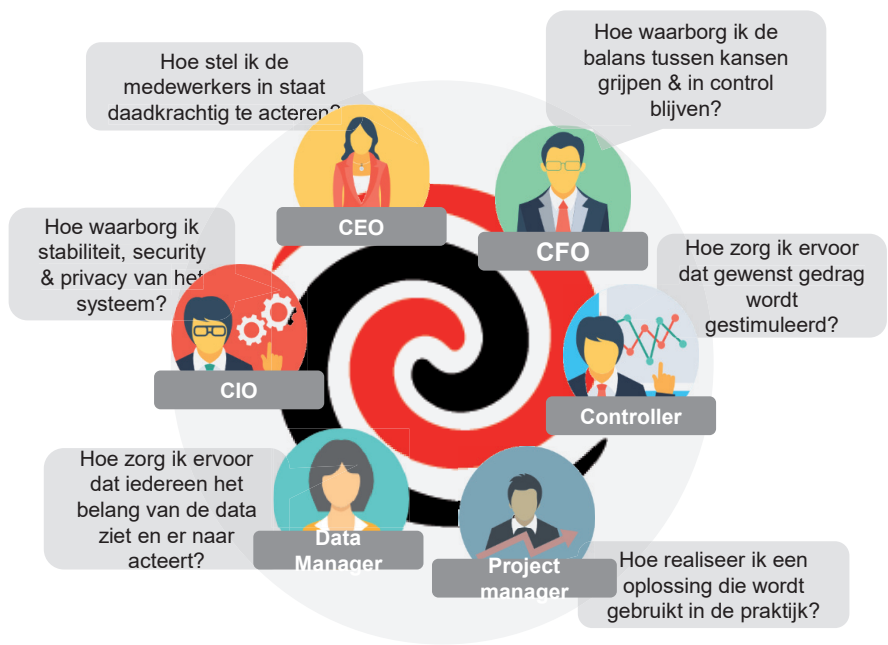 Hoe stel ik de
medewerkers in staat
daadkrachtig te acteren?
Hoe waarborg ik de
balans tussen kansen
grijpen & in control
blijven?
CEO
CFO
Hoe waarborg ik
stabiliteit, security
& privacy van het
systeem?
Hoe zorg ik ervoor
dat gewenst gedrag
wordt
gestimuleerd?
CIO
Controller
Hoe zorg ik ervoor
dat iedereen het
belang van de data
ziet en er naar
acteert?
Data
Manager
Project
manager
Hoe realiseer ik een
oplossing die wordt
gebruikt in de praktijk?